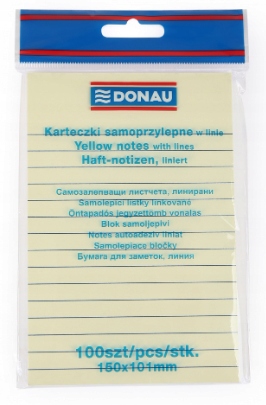 DONAU
Karteczki samoprzylepne w linie
Yellow notes with lines
Haft-notizen, liniert
Самозалепващи листчета, линирани
Samolepicí lístky linkované
Öntapadós jegyzettömb vonalas
Blok samoljepivi
Notes autoadeziv liniat
Samolepiace bločky
Бумага для заметок, линия
100szt/pcs/stk.
150x101mm